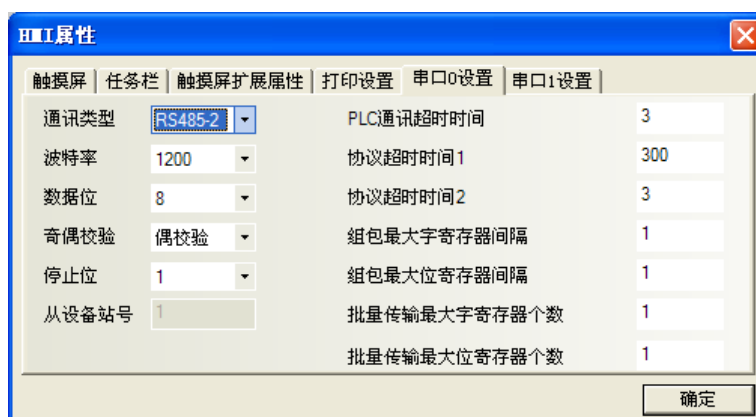 HMI属性
触摸屏 任务栏 触摸屏扩展属性 打印设置 串口0设置 串口1设置
通讯类型 RS485-2 PLC通讯超时时间 3
波特率 1200 协议超时时间1 300
数据位 8 协议超时时间2 3
奇偶校验 偶校验 组包最大字寄存器间隔 1
停止位 1 组包最大位寄存器间隔 1
从设备站号 1 批量传输最大字寄存器个数 1
批量传输最大位寄存器个数 1
确定